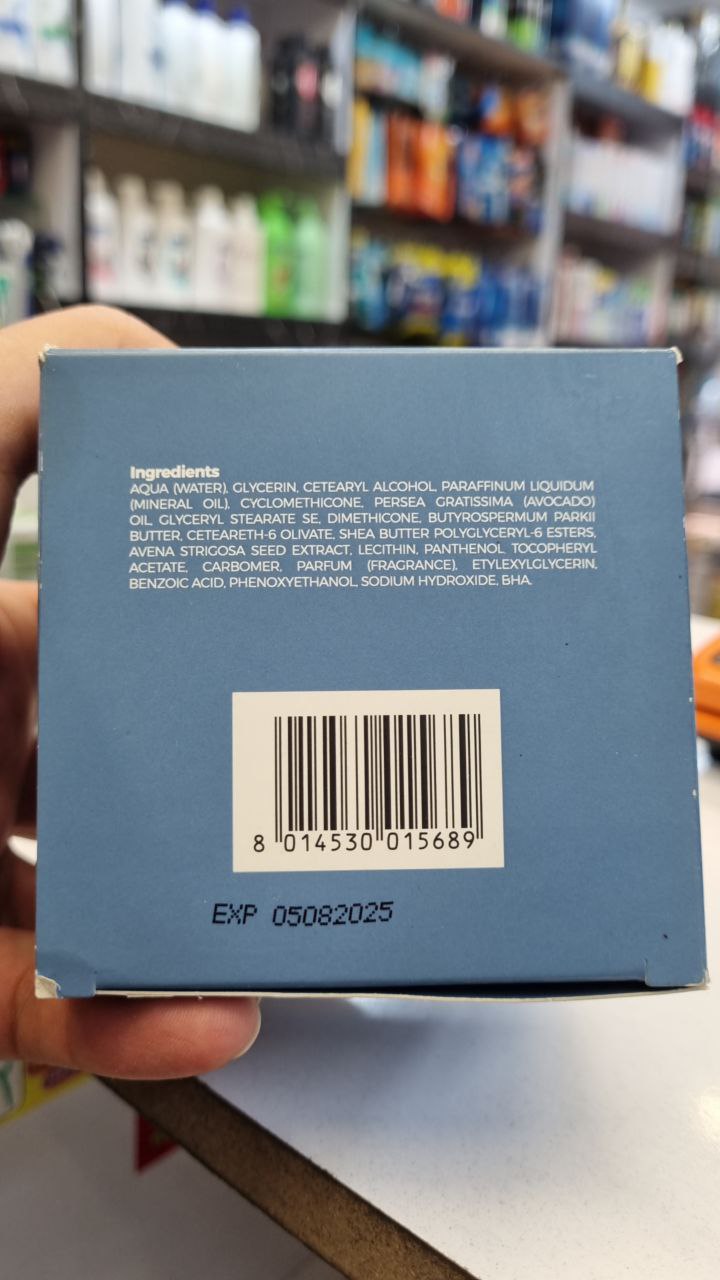 Ingredients
AQUA (WATER), GLYCERIN, CETEARYL ALCOHOL, PARAFFINUM LIQUIDUM
(MINERAL OIL), CYCLOMETHICONE, PERSEA GRATISSIMA (AVOCADO)
OIL, GLYCERYL STEARATE SE, DIMETHICONE, BUTYROSPERMUM PARKII
BUTTER, CETEARETH-6 OLIVATE, SHEA BUTTER POLYGLYCERYL-6 ESTERS,
AVENA STRIGOSA SEED EXTRACT, LECITHIN, PANTHENOL, TOCOPHERYL
ACETATE, CARBOMER, PARFUM (FRAGRANCE), ETYLEXYLGLYCERIN,
BENZOIC ACID, PHENOXYETHANOL, SODIUM HYDROXIDE, BHA.
8 014530 015689
EXP 05082025